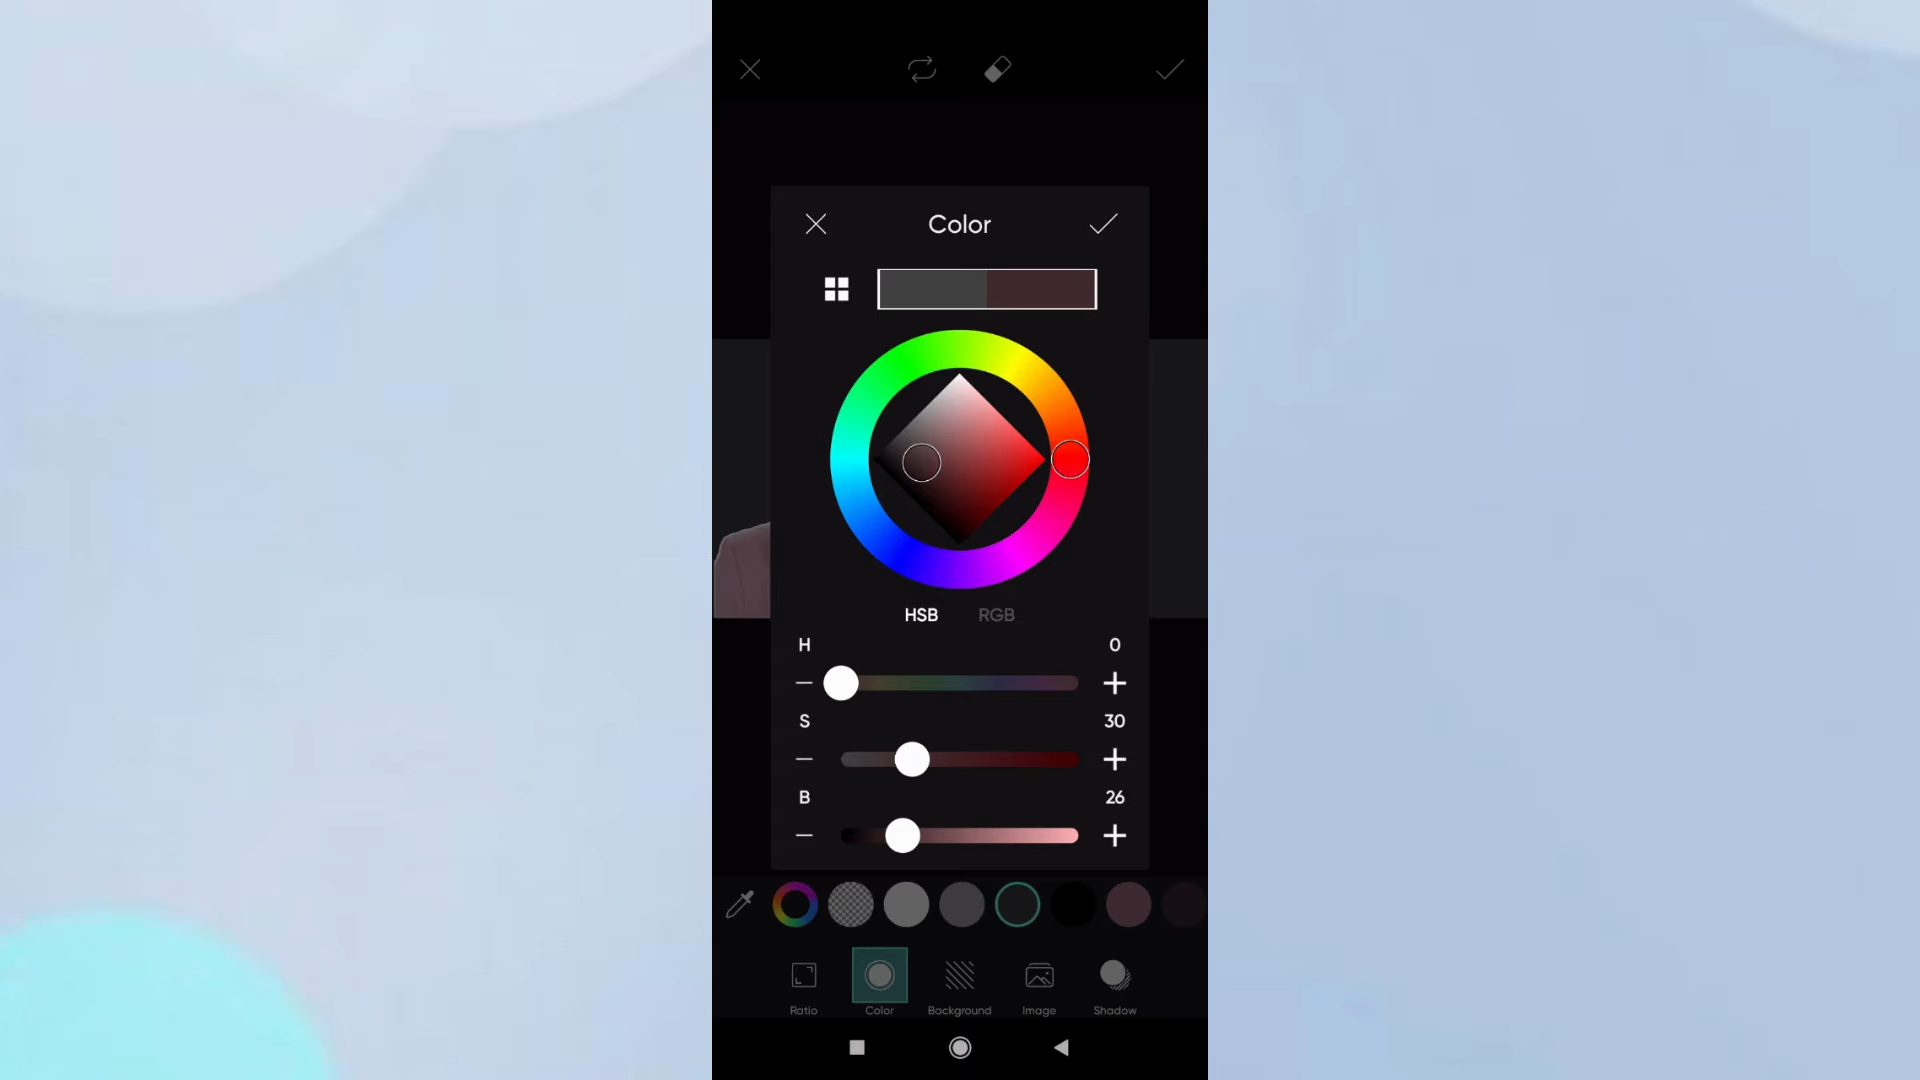 Color
HSB RGB
H 0
S 30
B 26
Ratio Color Background Image Shadow